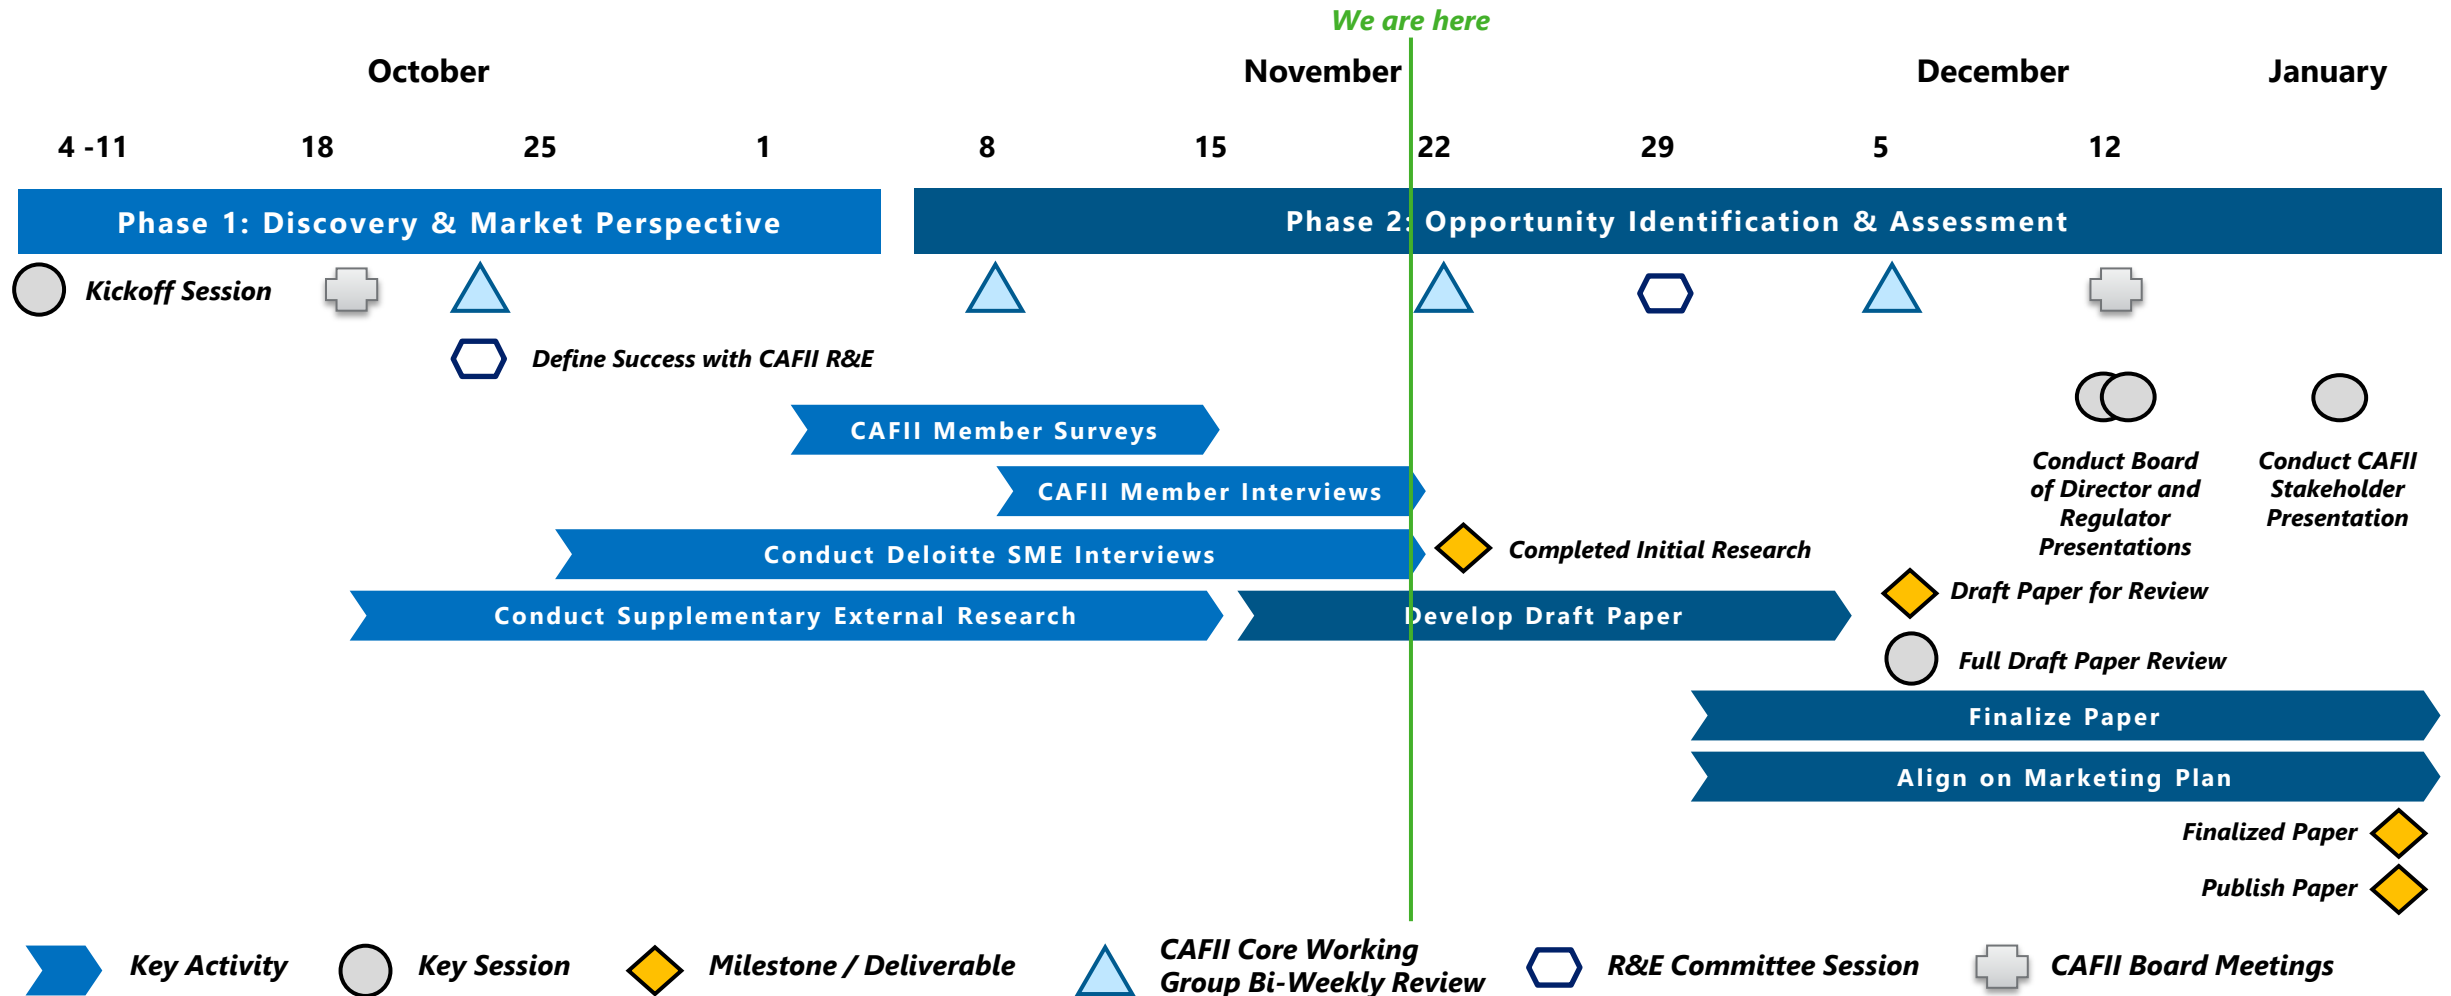 We are here
October
November
December
January
4 -11
18
25
1
8
15
22
29
5
12
Phase 1: Discovery & Market Perspective
Phase 2: Opportunity Identification & Assessment
Kickoff Session
Define Success with CAFII R&E
CAFII Member Surveys
CAFII Member Interviews
Conduct Deloitte SME Interviews
Completed Initial Research
Conduct Supplementary External Research
Develop Draft Paper
Conduct Board
of Director and
Regulator
Presentations
Conduct CAFII
Stakeholder
Presentation
Draft Paper for Review
Full Draft Paper Review
Finalize Paper
Align on Marketing Plan
Finalized Paper
Publish Paper
Key Activity
Key Session
Milestone / Deliverable
CAFII Core Working
Group Bi-Weekly Review
R&E Committee Session
CAFII Board Meetings